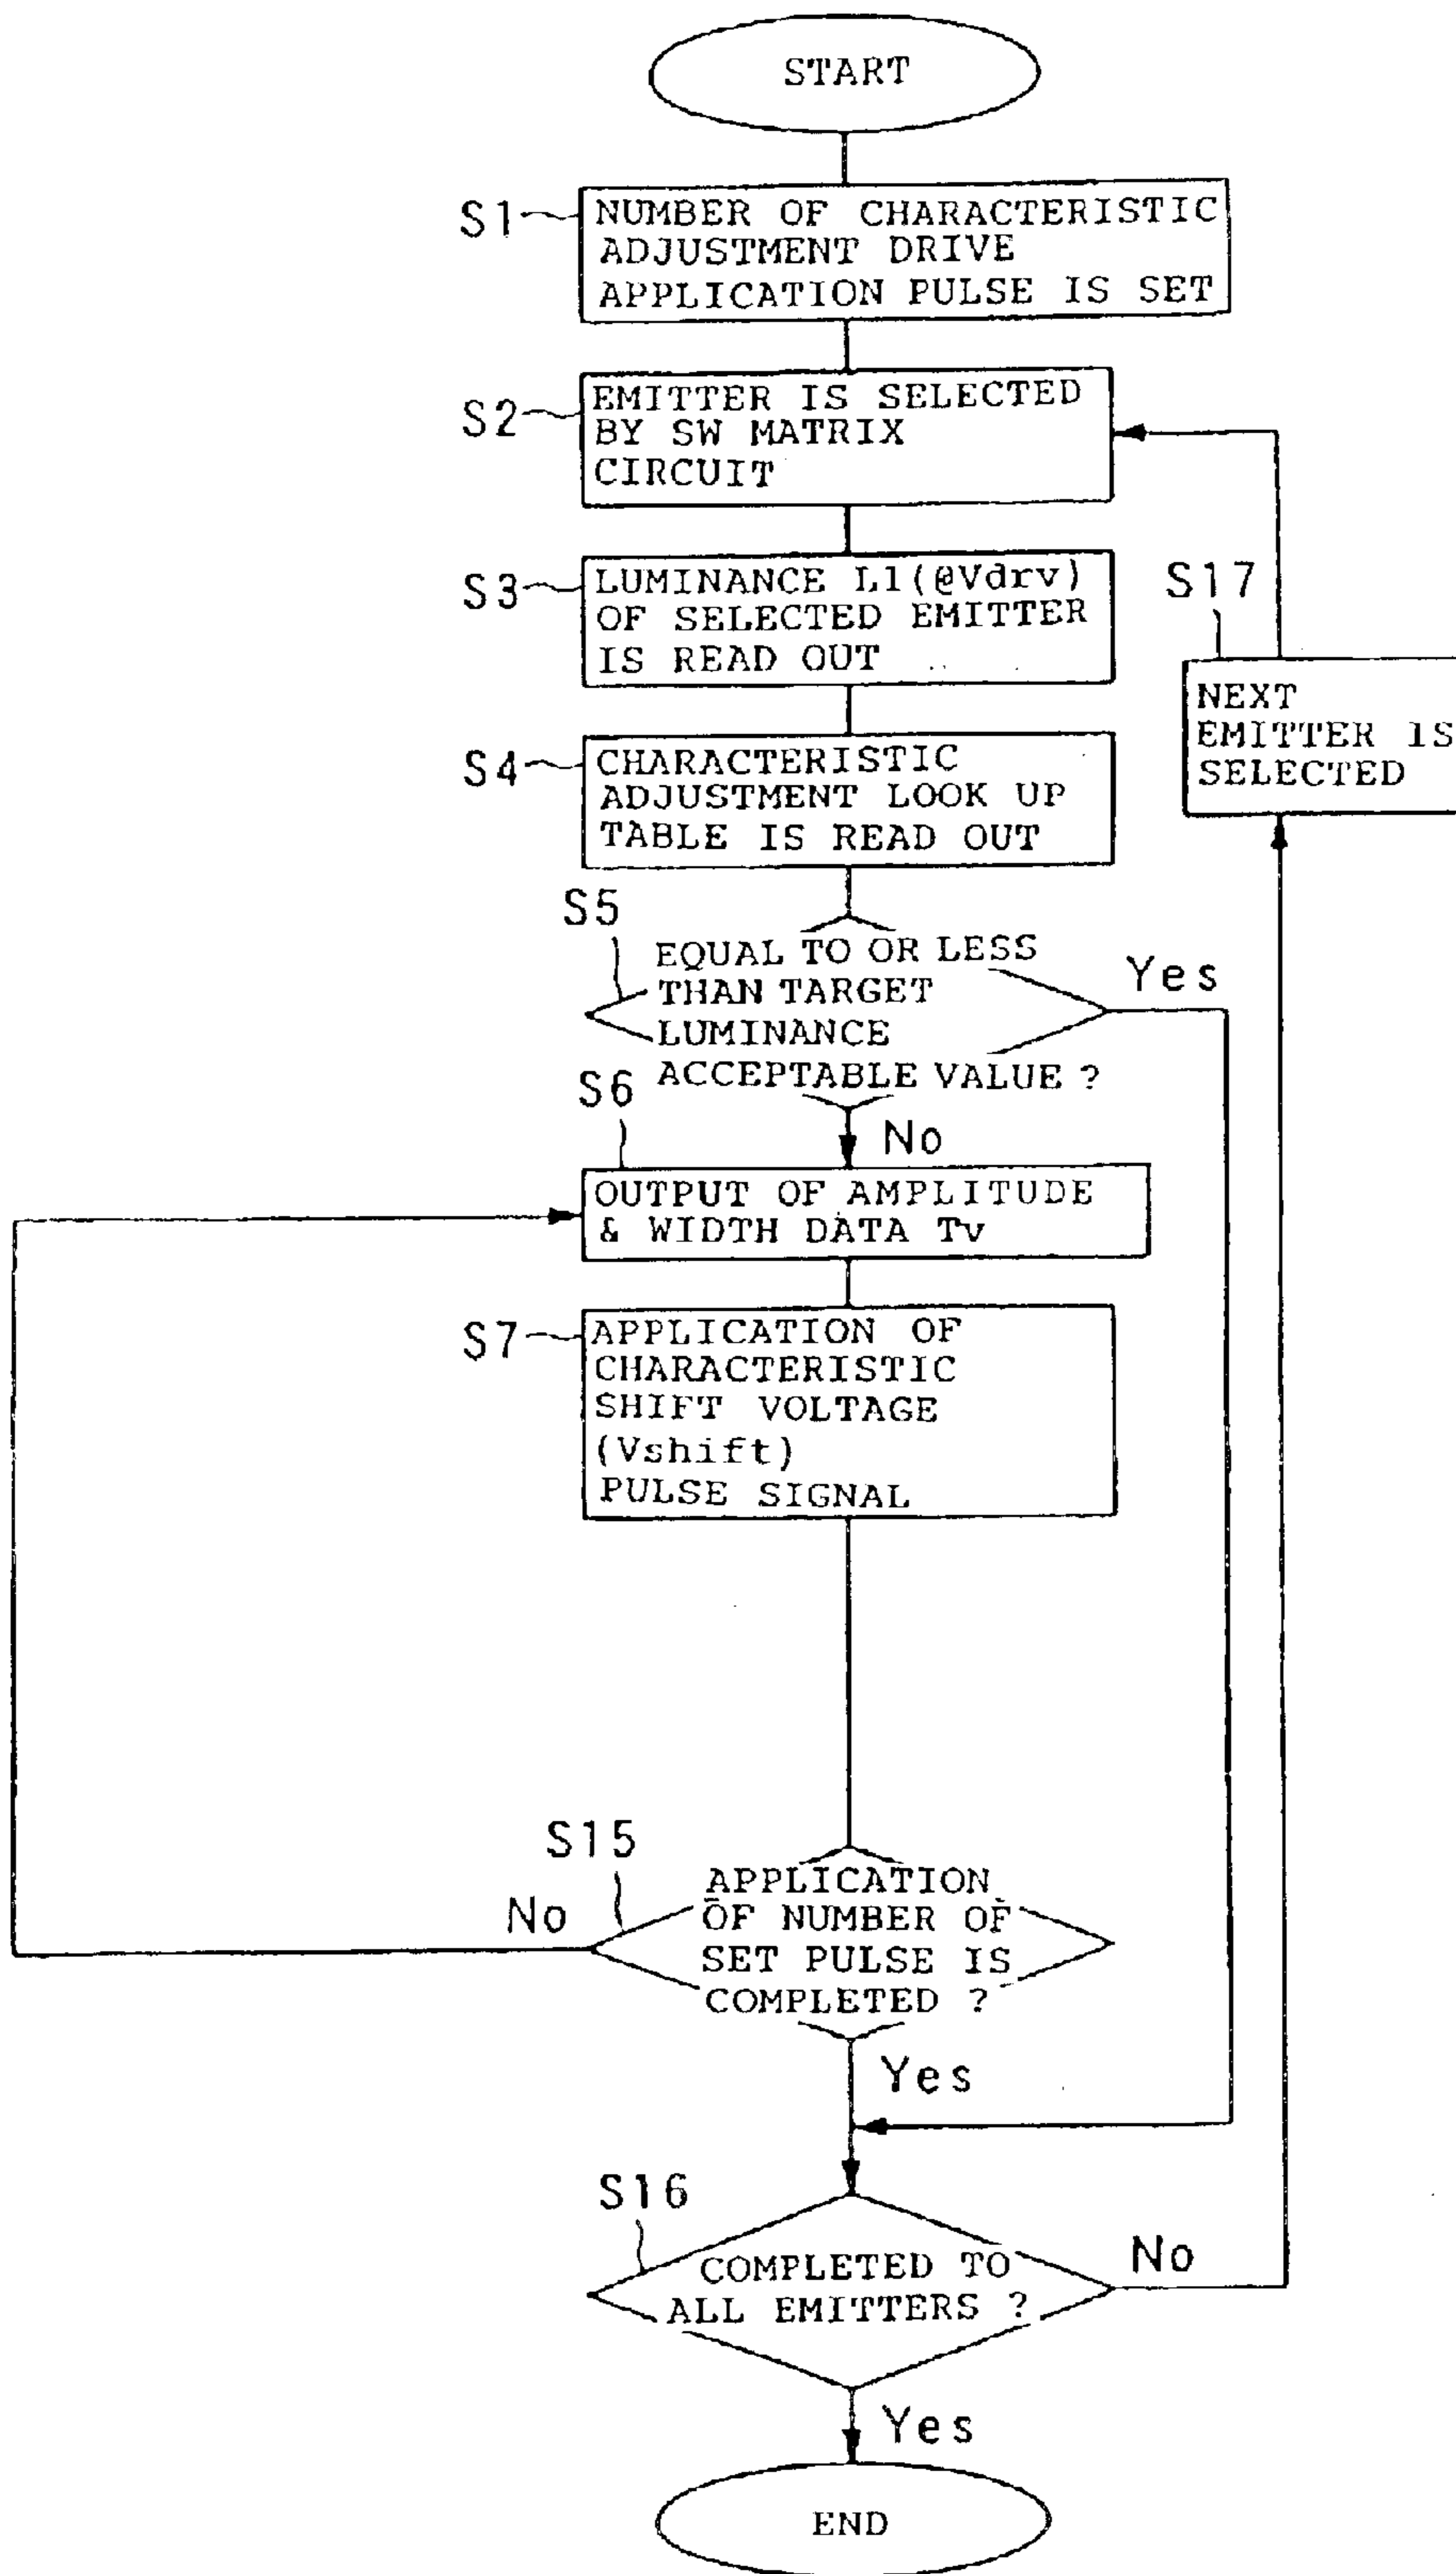 START
S1
NUMBER OF CHARACTERISTIC
ADJUSTMENT DRIVE
APPLICATION PULSE IS SET
S2
EMITTER IS SELECTED
BY SW MATRIX
CIRCUIT
S3
LUMINANCE L1(@Vdrv)
OF SELECTED EMITTER
IS READ OUT
S17
NEXT
EMITTER IS
SELECTED
S4
CHARACTERISTIC
ADJUSTMENT LOOK UP
TABLE IS READ OUT
S5
EQUAL TO OR LESS
THAN TARGET
LUMINANCE
ACCEPTABLE VALUE ?
Yes
No
S6
OUTPUT OF AMPLITUDE
& WIDTH DATA Tv
S7
APPLICATION OF
CHARACTERISTIC
SHIFT VOLTAGE
(Vshift)
PULSE SIGNAL
S15
APPLICATION
OF NUMBER OF
SET PULSE IS
COMPLETED ?
No
Yes
S16
COMPLETED TO
ALL EMITTERS ?
No
Yes
END